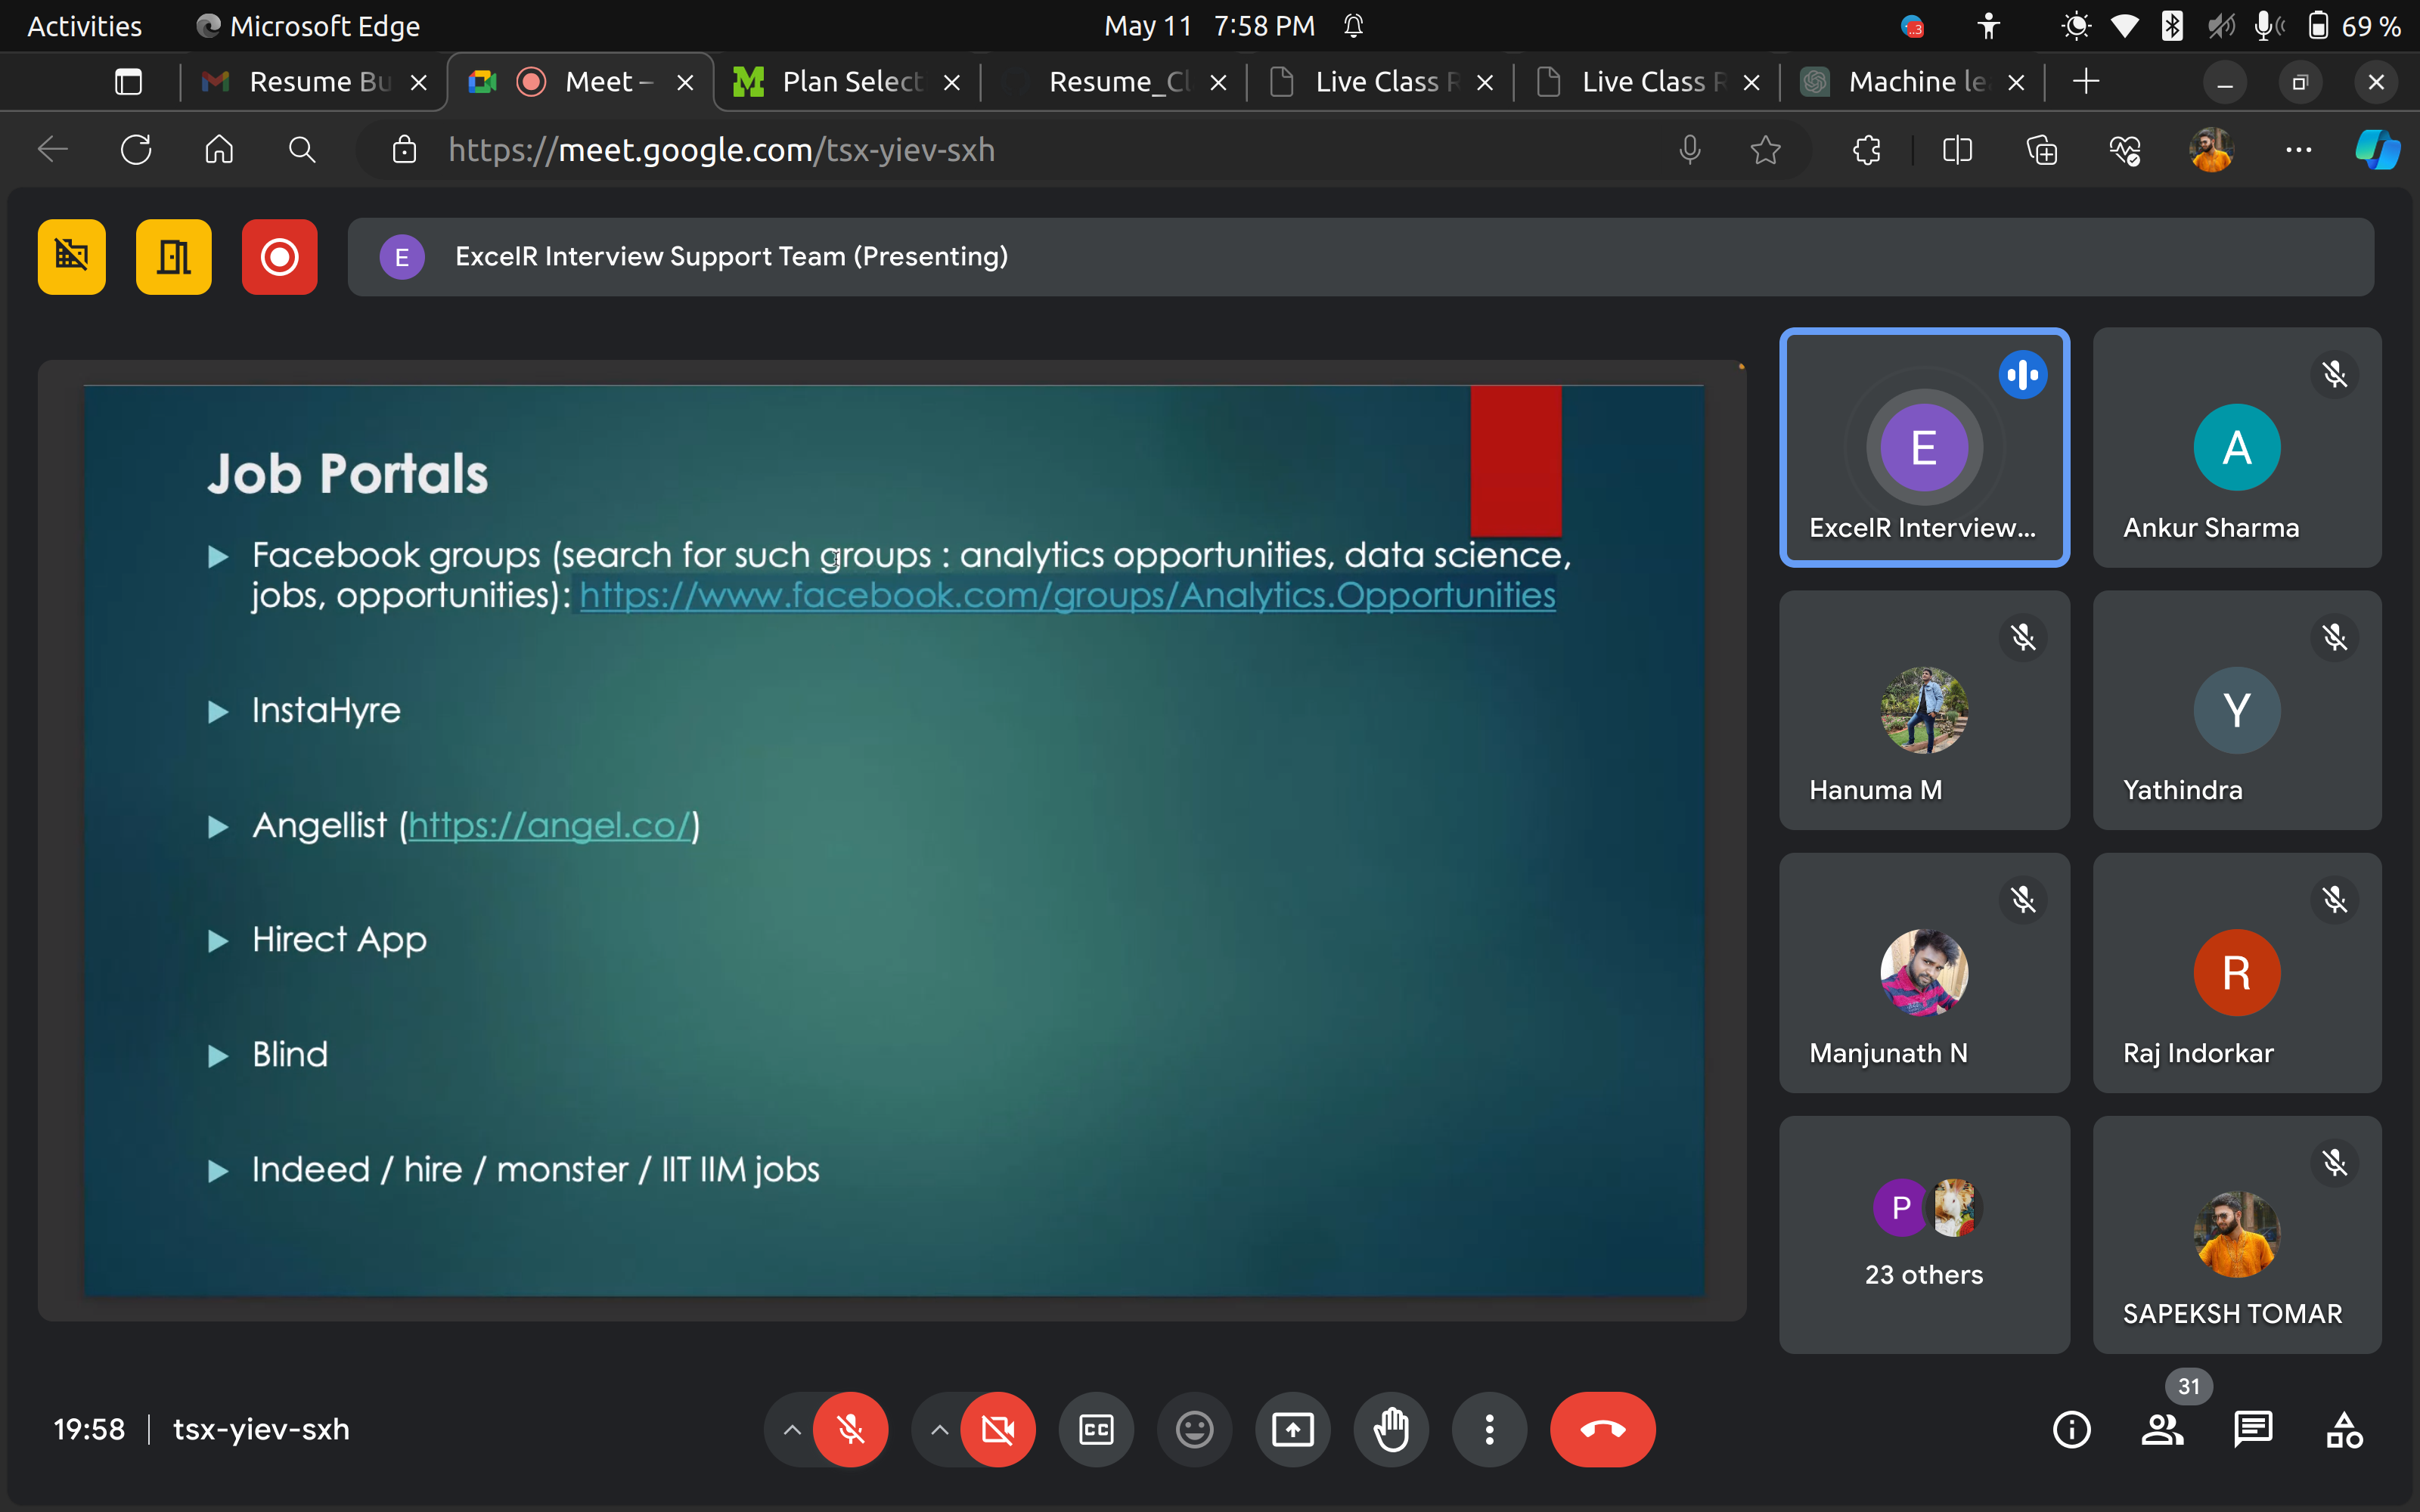 Activities Microsoft Edge May 11 7:58 PM 69 %
Resume Bu Meet – Plan Select Resume_Cl Live Class R Live Class R Machine le
https://meet.google.com/tsx-yiev-sxh
E ExcelR Interview Support Team (Presenting)
Job Portals
Facebook groups (search for such groups : analytics opportunities, data science,
jobs, opportunities): https://www.facebook.com/groups/Analytics.Opportunities
InstaHyre
Angellist (https://angel.co/)
Hirect App
Blind
Indeed / hire / monster / IIT IIM jobs
E
ExcelR Interview...
A
Ankur Sharma
Hanuma M
Y
Yathindra
Manjunath N
R
Raj Indorkar
P
23 others
SAPEKSH TOMAR
19:58 tsx-yiev-sxh
CC
31